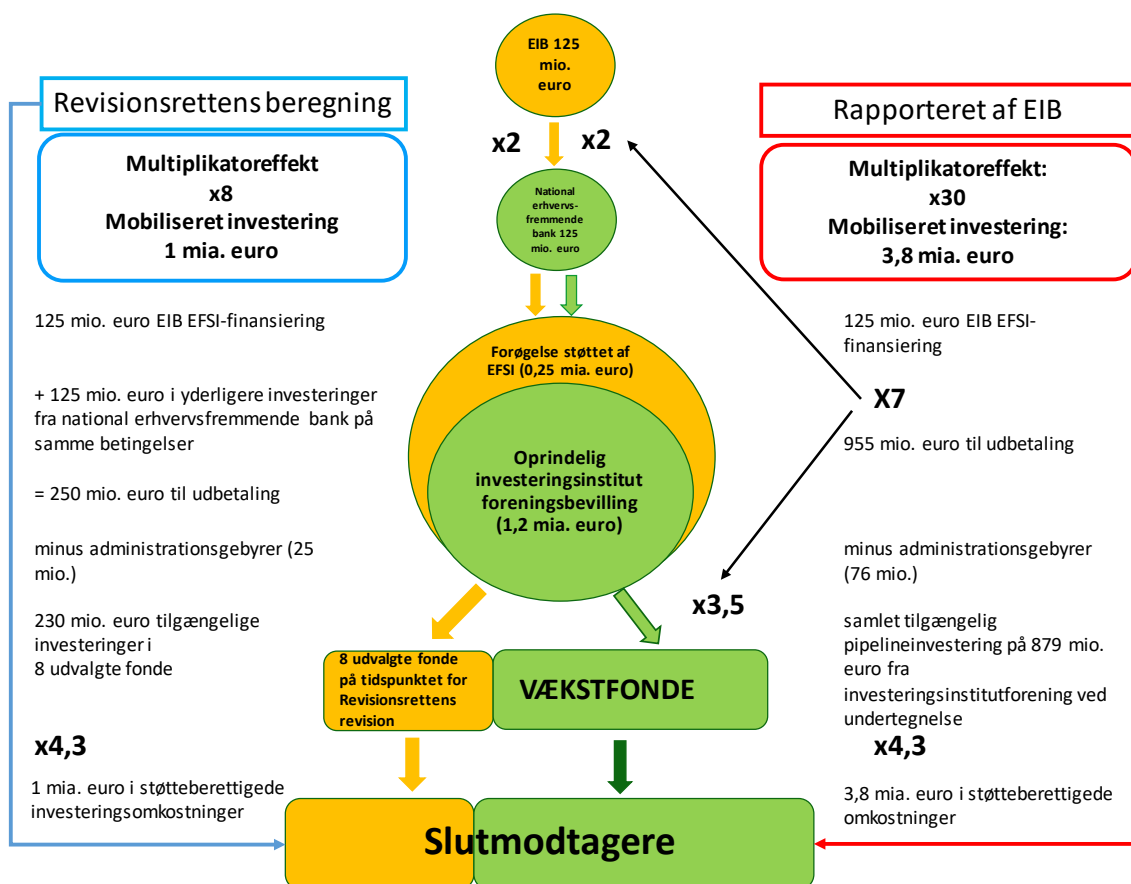 EIB 125
mio.
euro
Revisionsrettens beregning
Multiplikatoreffekt
x8
Mobiliseret investering
1 mia. euro
125 mio. euro EIB EFSI-finansiering
+ 125 mio. euro i yderligere investeringer
fra national erhvervsfremmende bank på
samme betingelser
= 250 mio. euro til udbetaling
minus administrationsgebyrer (25
mio.)
230 mio. euro tilgængelige
investeringer i
8 udvalgte fonde
x4,3
1 mia. euro i støtteberettigede
investeringsomkostninger
x2
x2
National
erhvervs-
fremmende
bank 125
mio. euro
Forøgelse støttet af
EFSI (0,25 mia. euro)
Oprindelig
investeringsinstitut
foreningsbevilling
(1,2 mia. euro)
x3,5
8 udvalgte fonde
på tidspunktet for
Revisionsrettens
revision
VÆKSTFONDE
Slutmodtagere
Rapporteret af EIB
Multiplikatoreffekt:
x30
Mobiliseret investering:
3,8 mia. euro
125 mio. euro EIB EFSI-
finansiering
X7
955 mio. euro til udbetaling
minus administrationsgebyrer
(76 mio.)
samlet tilgængelig
pipelineinvestering på 879 mio.
euro fra
investeringsinstitutforening ved
undertegnelse
x4,3
3,8 mia. euro i støtteberettigede
omkostninger